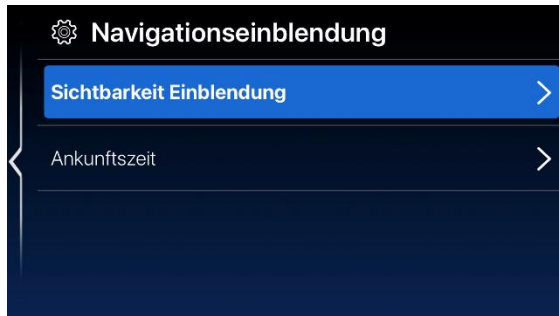 Navigationseinblendung
Sichtbarkeit Einblendung
Ankunftszeit